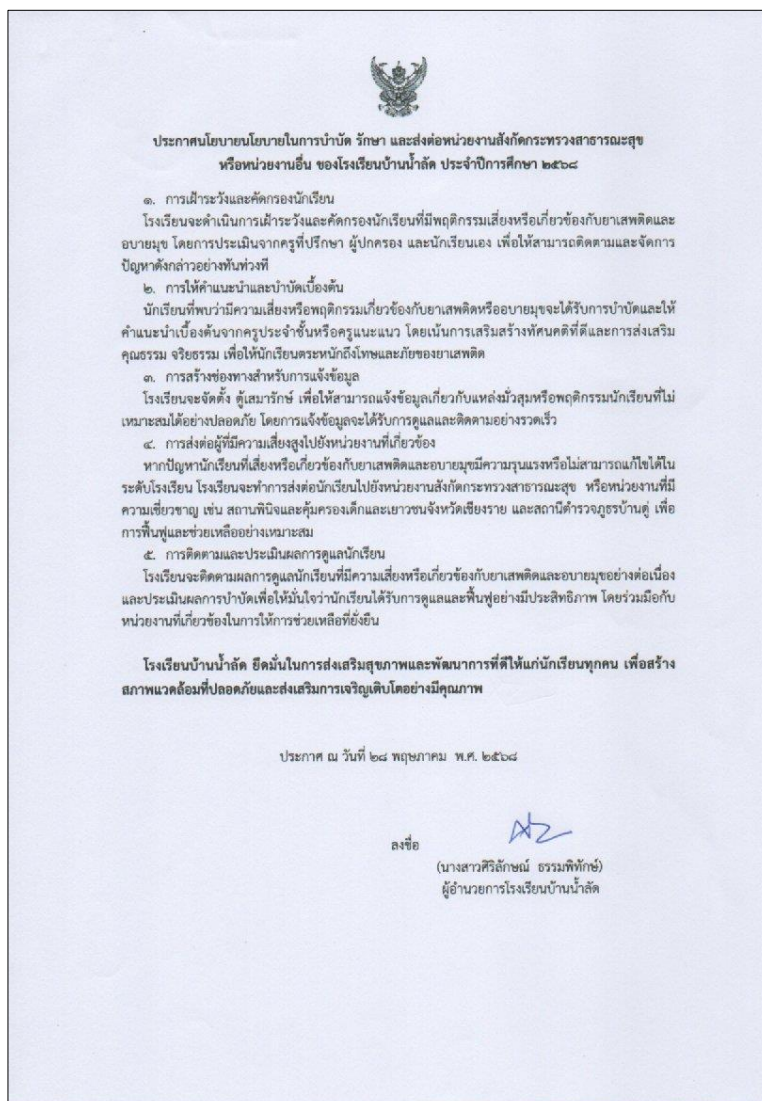 ประกาศนโยบายนโยบายในการบำบัด รักษา และส่งต่อหน่วยงานสังกัดกระทรวงสาธารณะสุข
หรือหน่วยงานอื่น ของโรงเรียนบ้านน้ำลัด ประจำปีการศึกษา ๒๕๖๘
๑. การเฝ้าระวังและคัดกรองนักเรียน
โรงเรียนจะดำเนินการเฝ้าระวังและคัดกรองนักเรียนที่มีพฤติกรรมเสี่ยงหรือเกี่ยวข้องกับยาเสพติดและ
อบายมุข โดยการประเมินจากครูที่ปรึกษา ผู้ปกครอง และนักเรียนเอง เพื่อให้สามารถติดตามและจัดการ
ปัญหาดังกล่าวอย่างทันท่วงที
๒. การให้คำแนะนำและบำบัดเบื้องต้น
นักเรียนที่พบว่ามีความเสี่ยงหรือพฤติกรรมเกี่ยวข้องกับยาเสพติดหรืออบายมุขจะได้รับการบำบัดและให้
คำแนะนำเบื้องต้นจากครูประจำชั้นหรือครูแนะแนว โดยเน้นการเสริมสร้างทัศนคติที่ดีและการส่งเสริม
คุณธรรม จริยธรรม เพื่อให้นักเรียนตระหนักถึงโทษและภัยของยาเสพติด
๓. การสร้างช่องทางสำหรับการแจ้งข้อมูล
โรงเรียนจะจัดตั้ง ตู้เสมารักษ์ เพื่อให้สามารถแจ้งข้อมูลเกี่ยวกับแหล่งมั่วสุมหรือพฤติกรรมนักเรียนที่ไม่
เหมาะสมได้อย่างปลอดภัย โดยการแจ้งข้อมูลจะได้รับการดูแลและติดตามอย่างรวดเร็ว
๔. การส่งต่อผู้ที่มีความเสี่ยงสูงไปยังหน่วยงานที่เกี่ยวข้อง
หากปัญหานักเรียนที่เสี่ยงหรือเกี่ยวข้องกับยาเสพติดและอบายมุขมีความรุนแรงหรือไม่สามารถแก้ไขได้ใน
ระดับโรงเรียน โรงเรียนจะทำการส่งต่อนักเรียนไปยังหน่วยงานสังกัดกระทรวงสาธารณะสุข หรือหน่วยงานที่มี
ความเชี่ยวชาญ เช่น สถานพินิจและคุ้มครองเด็กและเยาวชนจังหวัดเชียงราย และสถานีตำรวจภูธรบ้านดู่ เพื่อ
การฟื้นฟูและช่วยเหลืออย่างเหมาะสม
๕. การติดตามและประเมินผลการดูแลนักเรียน
โรงเรียนจะติดตามผลการดูแลนักเรียนที่มีความเสี่ยงหรือเกี่ยวข้องกับยาเสพติดและอบายมุขอย่างต่อเนื่อง
และประเมินผลการบำบัดเพื่อให้มั่นใจว่านักเรียนได้รับการดูแลและฟื้นฟูอย่างมีประสิทธิภาพ โดยร่วมมือกับ
หน่วยงานที่เกี่ยวข้องในการให้การช่วยเหลือที่ยั่งยืน
โรงเรียนบ้านน้ำลัด ยึดมั่นในการส่งเสริมสุขภาพและพัฒนาการที่ดีให้แก่นักเรียนทุกคน เพื่อสร้าง
สภาพแวดล้อมที่ปลอดภัยและส่งเสริมการเจริญเติบโตอย่างมีคุณภาพ
ประกาศ ณ วันที่ ๒๘ พฤษภาคม พ.ศ. ๒๕๖๘
ลงชื่อ
(นางสาวศิริลักษณ์ ธรรมพิทักษ์)
ผู้อำนวยการโรงเรียนบ้านน้ำลัด